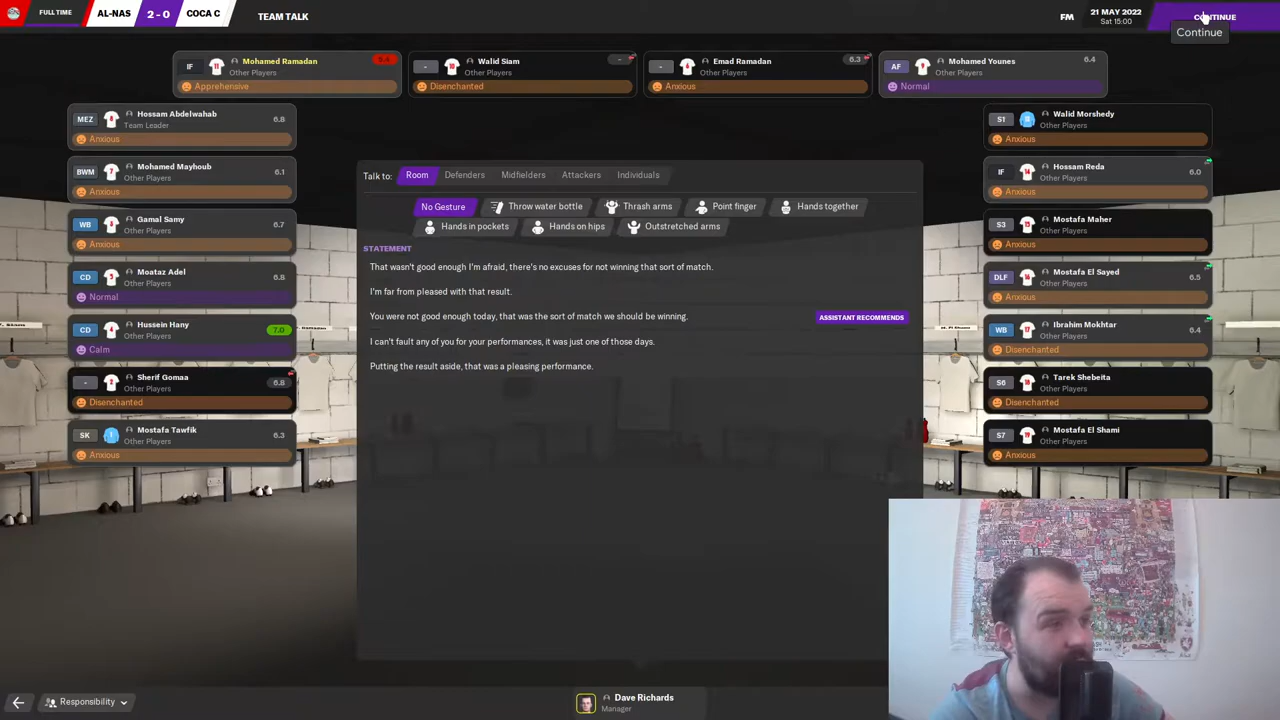 FULL TIME
AL-NAS 2 - 0 COCA C
TEAM TALK
FM
21 MAY 2022
Sat 15:00
CONTINUE
Continue
IF 11 Mohamed Ramadan
Other Players
Apprehensive
- Walid Siam -
Other Players
Disenchanted
- Emad Ramadan 6.3
Other Players
Anxious
AF Mohamed Younes 6.4
Other Players
Normal
MEZ Hossam Abdelwahab 6.8
Team Leader
Anxious
BWM Mohamed Mayhoub 6.1
Other Players
Anxious
WB Gamal Samy 6.7
Other Players
Anxious
CD Moataz Adel 6.8
Other Players
Normal
CD Hussein Hany 7.0
Other Players
Calm
- Sherif Gomaa 6.8
Other Players
Disenchanted
SK 1 Mostafa Tawfik 6.3
Other Players
Anxious
Talk to: Room Defenders Midfielders Attackers Individuals
No Gesture Throw water bottle Thrash arms Point finger Hands together
Hands in pockets Hands on hips Outstretched arms
STATEMENT
That wasn't good enough I'm afraid, there's no excuses for not winning that sort of match.
I'm far from pleased with that result.
You were not good enough today, that was the sort of match we should be winning. ASSISTANT RECOMMENDS
I can't fault any of you for your performances, it was just one of those days.
Putting the result aside, that was a pleasing performance.
S1 Walid Morshedy
Other Players
Anxious
IF 14 Hossam Reda 6.0
Other Players
Anxious
S3 Mostafa Maher
Other Players
Anxious
DLF 16 Mostafa El Sayed 6.5
Other Players
Anxious
WB 17 Ibrahim Mokhtar 6.4
Other Players
Disenchanted
S6 18 Tarek Shebeita
Other Players
Disenchanted
S7 19 Mostafa El Shami
Other Players
Anxious
Responsibility
Dave Richards
Manager